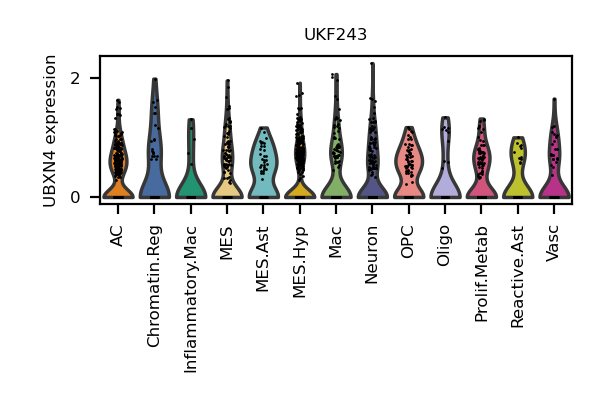 UKF243
UBXN4 expression
2
0
AC
Chromatin.Reg
Inflammatory.Mac
MES
MES.Ast
MES.Hyp
Mac
Neuron
OPC
Oligo
Prolif.Metab
Reactive.Ast
Vasc